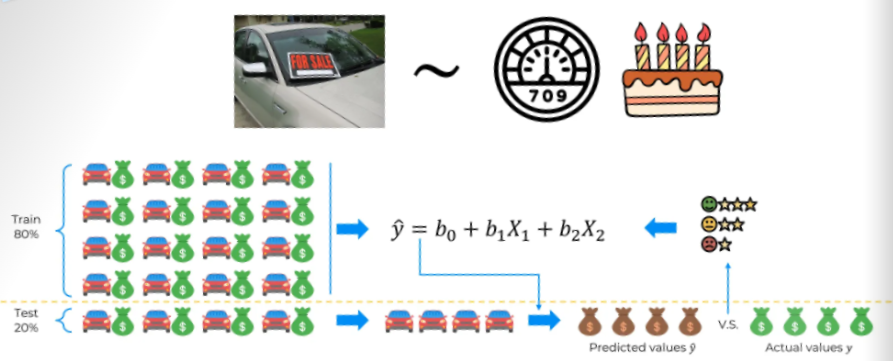 FOR SALE
~
709
Train
80%
ŷ = b₀ + b₁X₁ + b₂X₂
Test
20%
V.S.
Predicted values ŷ
Actual values y